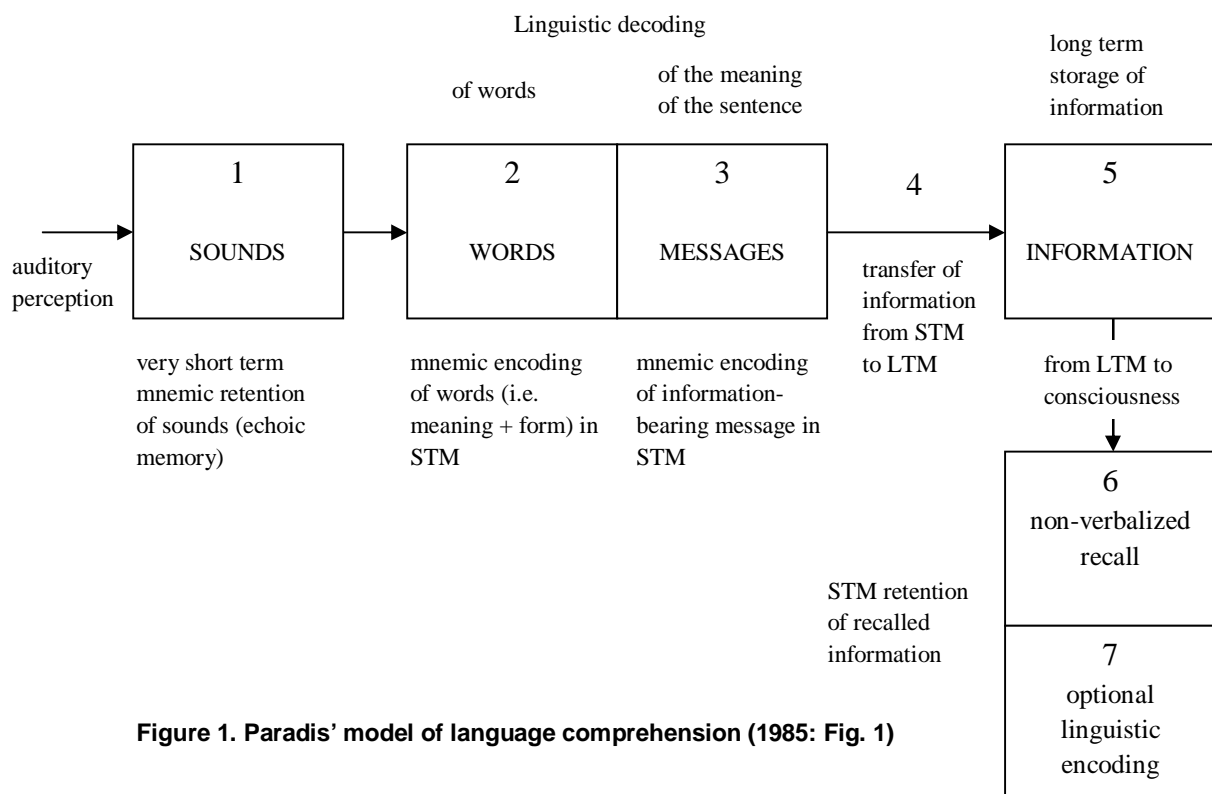 Linguistic decoding
of words
of the meaning
of the sentence
long term
storage of
information
auditory
perception
1
SOUNDS
very short term
mnemic retention
of sounds (echoic
memory)
2
WORDS
mnemic encoding
of words (i.e.
meaning + form) in
STM
3
MESSAGES
mnemic encoding
of information-
bearing message in
STM
4
transfer of
information
from STM
to LTM
5
INFORMATION
from LTM to
consciousness
6
non-verbalized
recall
STM retention
of recalled
information
7
optional
linguistic
encoding
Figure 1. Paradis’ model of language comprehension (1985: Fig. 1)